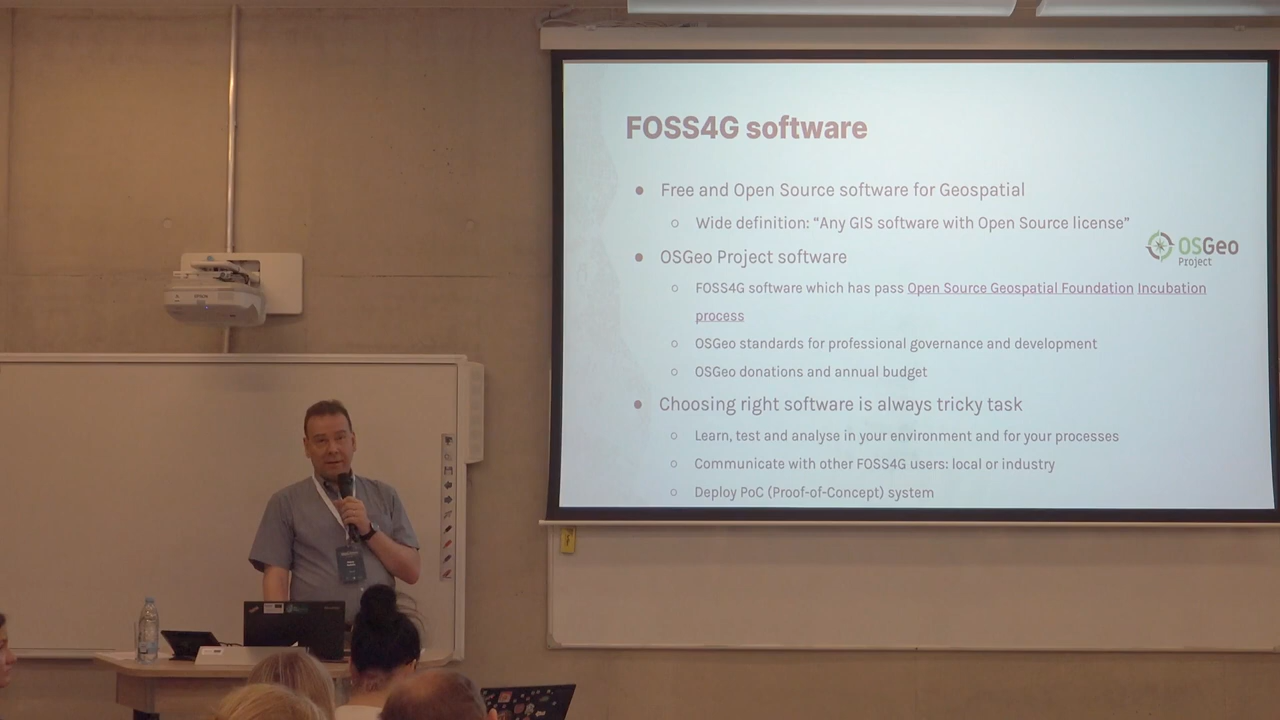 FOSS4G software
● Free and Open Source software for Geospatial
○ Wide definition: “Any GIS software with Open Source license”
● OSGeo Project software
○ FOSS4G software which has pass Open Source Geospatial Foundation Incubation
process
○ OSGeo standards for professional governance and development
○ OSGeo donations and annual budget
● Choosing right software is always tricky task
○ Learn, test and analyse in your environment and for your processes
○ Communicate with other FOSS4G users: local or industry
○ Deploy PoC (Proof-of-Concept) system
OSGeo
Project